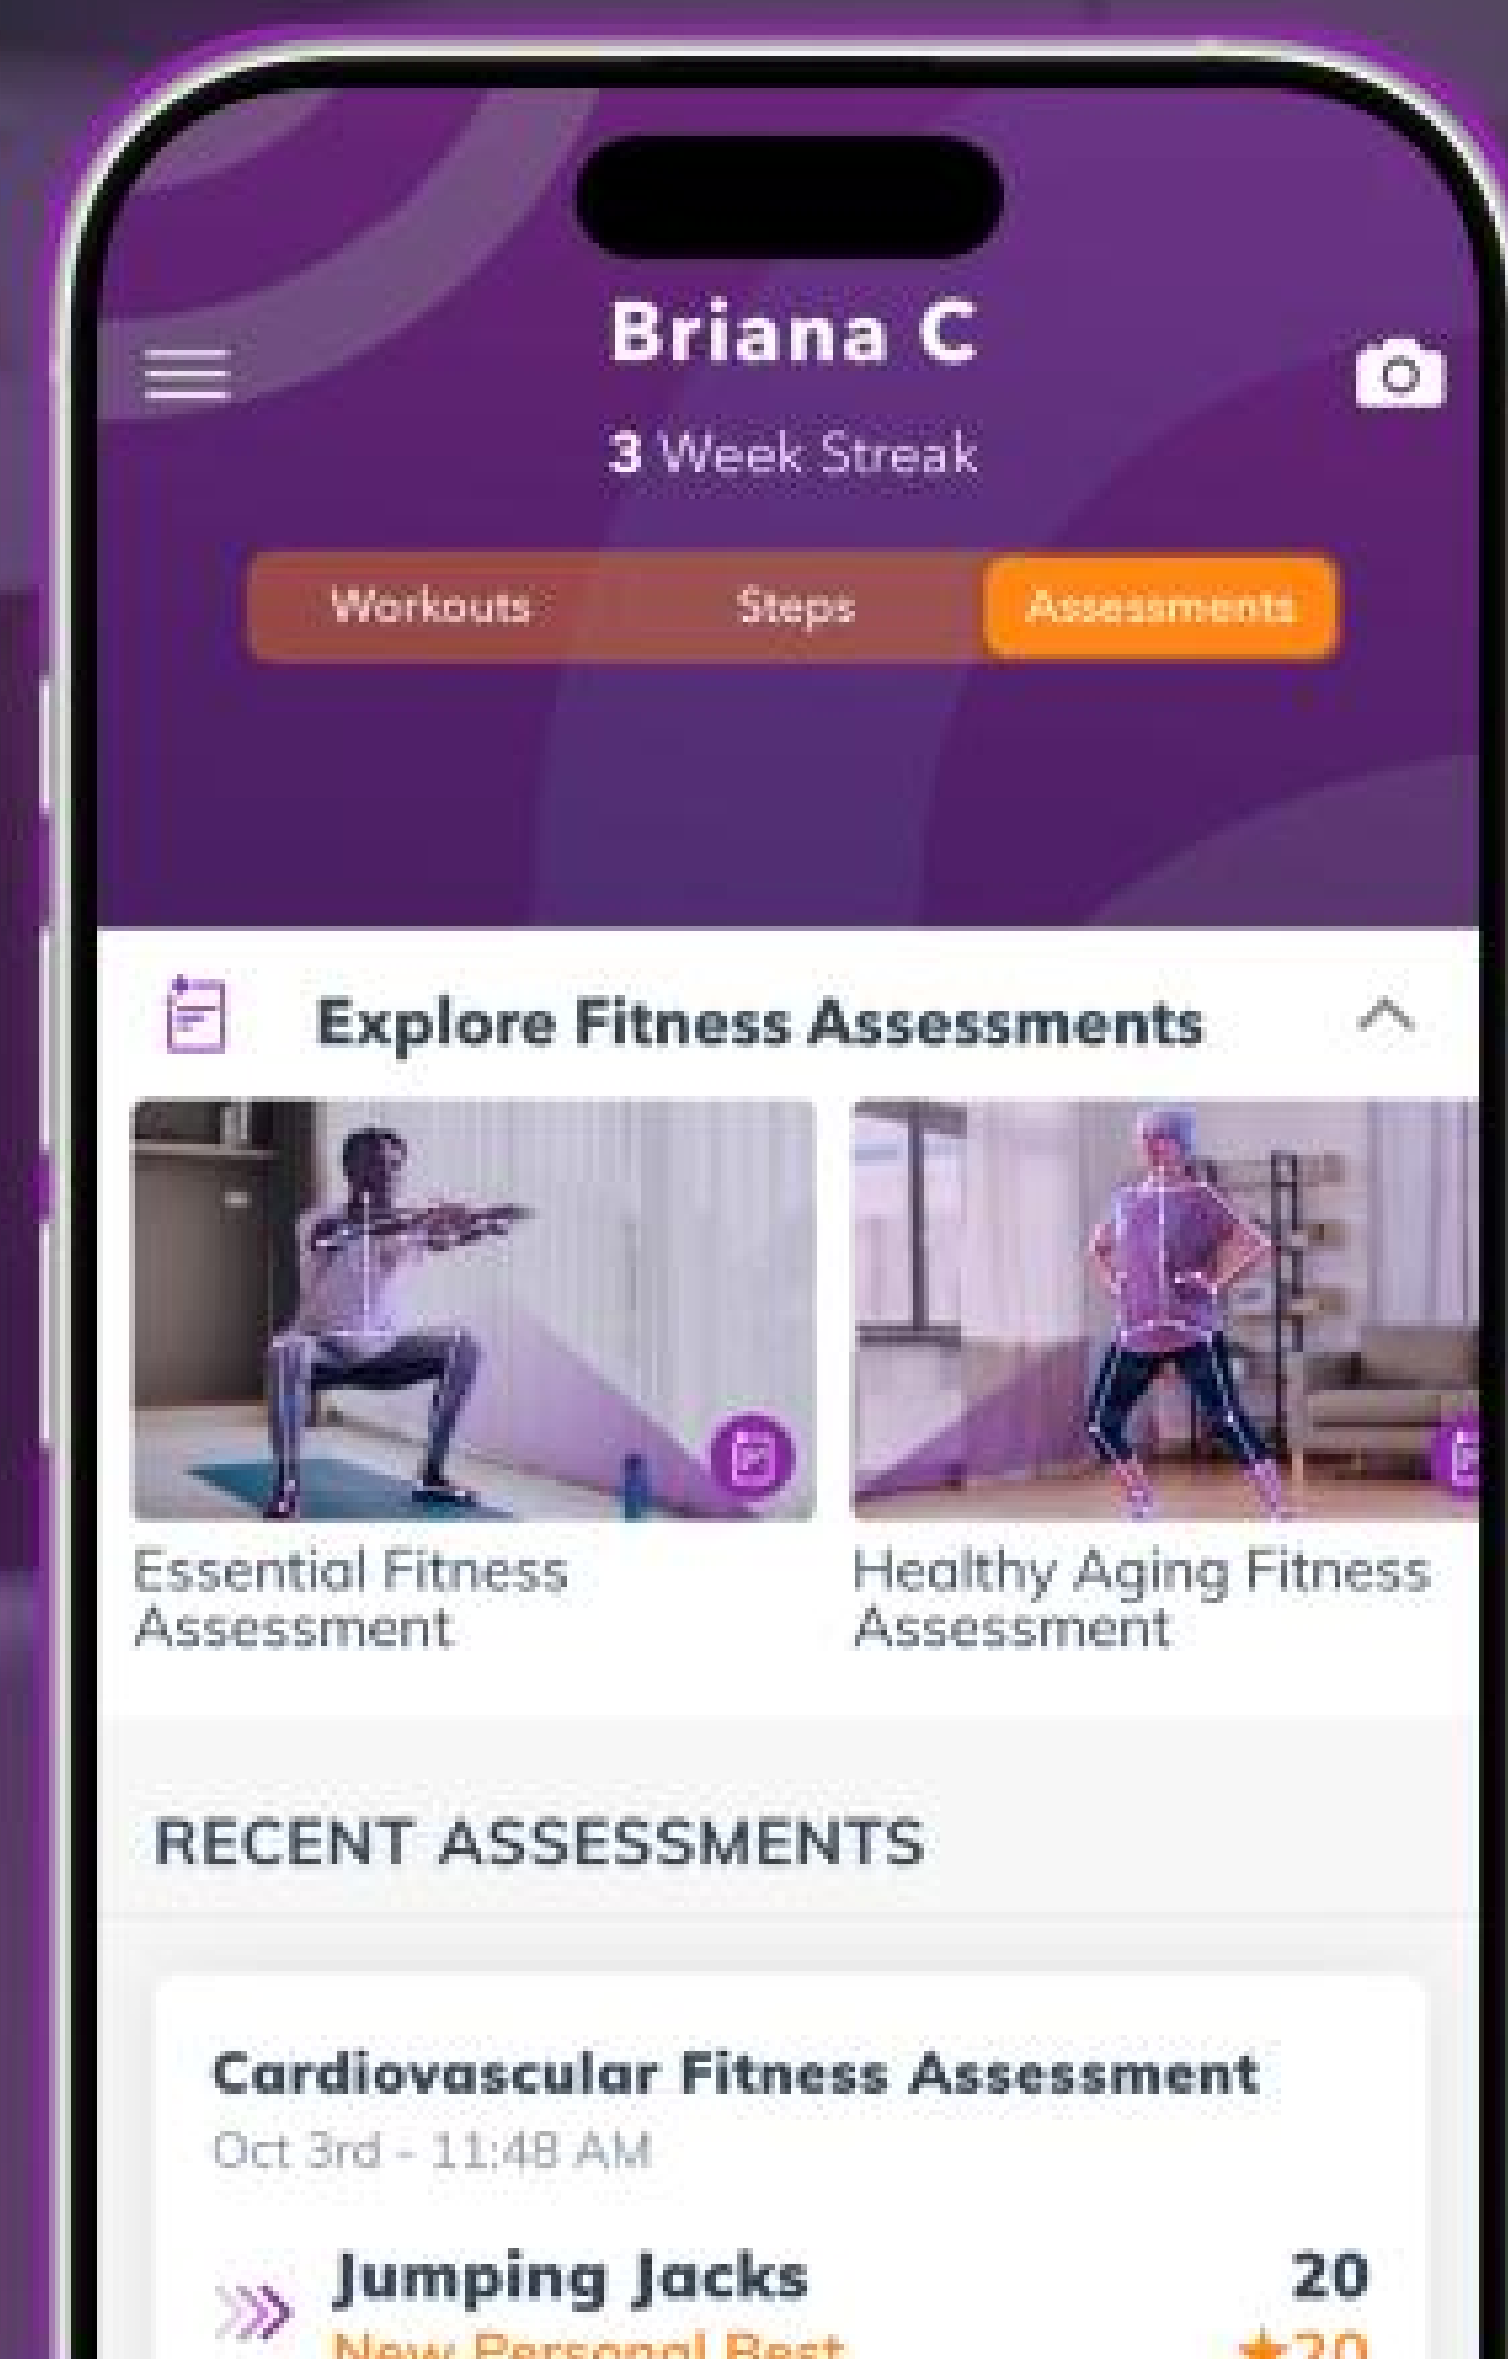 Briana C
3 Week Streak
Workouts Steps Assessments
Explore Fitness Assessments
Essential Fitness
Assessment
Healthy Aging Fitness
Assessment
RECENT ASSESSMENTS
Cardiovascular Fitness Assessment
Oct 3rd - 11:48 AM
Jumping Jacks 20
New Personal Best ★20